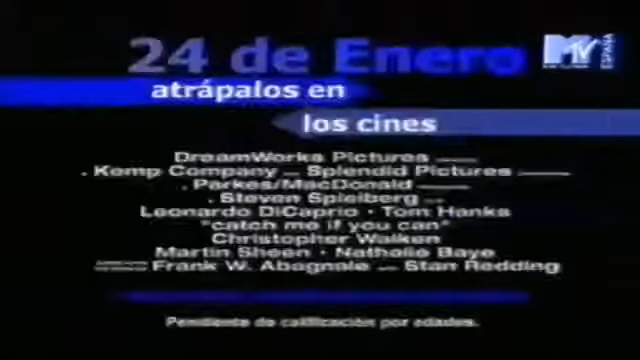 24 de Enero
MTV
ESPAÑA
atrápalos en
los cines
DreamWorks Pictures
Kemp Company Splendid Pictures
Parkes/MacDonald
Steven Spielberg
Leonardo DiCaprio · Tom Hanks
"catch me if you can"
Christopher Walken
Martin Sheen · Nathalie Baye
Frank W. Abagnale Stan Redding
Pendiente de calificación por edades.